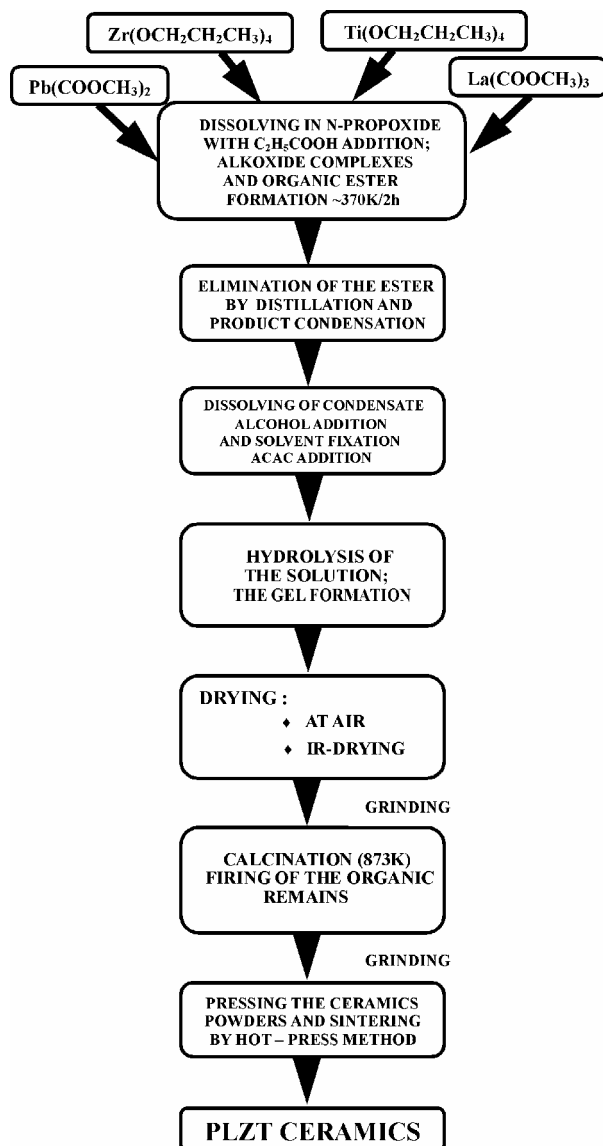 Zr(OCH₂CH₂CH₃)₄
Ti(OCH₂CH₂CH₃)₄
Pb(COOCH₃)₂
La(COOCH₃)₃
DISSOLVING IN N-PROPOXIDE
WITH C₂H₅COOH ADDITION;
ALKOXIDE COMPLEXES
AND ORGANIC ESTER
FORMATION ~370K/2h
ELIMINATION OF THE ESTER
BY DISTILLATION AND
PRODUCT CONDENSATION
DISSOLVING OF CONDENSATE
ALCOHOL ADDITION
AND SOLVENT FIXATION
ACAC ADDITION
HYDROLYSIS OF
THE SOLUTION;
THE GEL FORMATION
DRYING :
♦ AT AIR
♦ IR-DRYING
GRINDING
CALCINATION (873K)
FIRING OF THE ORGANIC
REMAINS
GRINDING
PRESSING THE CERAMICS
POWDERS AND SINTERING
BY HOT – PRESS METHOD
PLZT CERAMICS